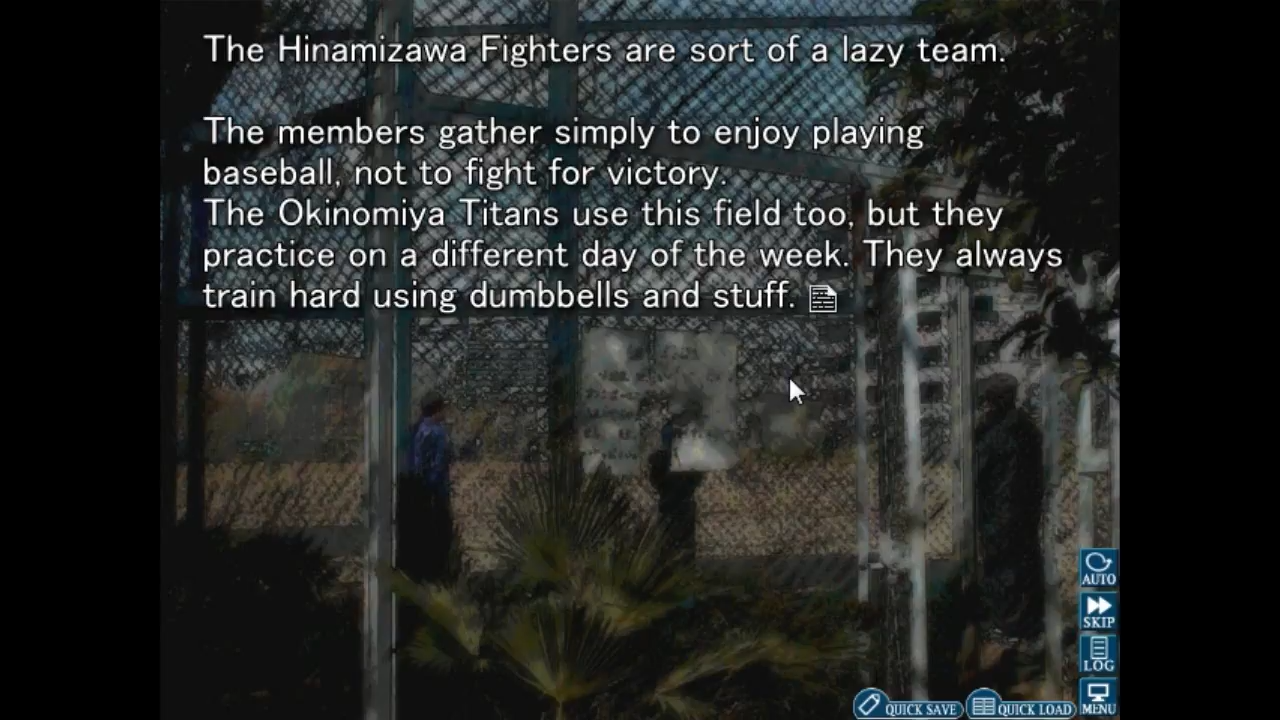 The Hinamizawa Fighters are sort of a lazy team.
The members gather simply to enjoy playing
baseball, not to fight for victory.
The Okinomiya Titans use this field too, but they
practice on a different day of the week. They always
train hard using dumbbells and stuff.
AUTO
SKIP
LOG
QUICK SAVE
QUICK LOAD
MENU